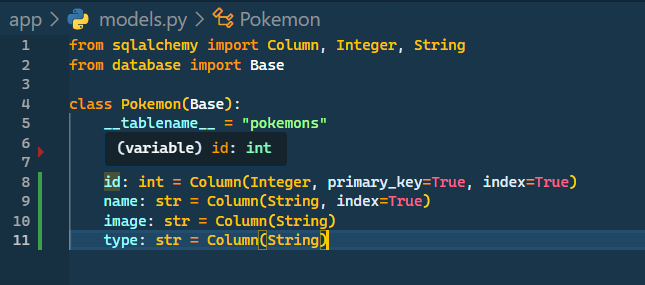 app > models.py > Pokemon
1 from sqlalchemy import Column, Integer, String
2 from database import Base
3
4 class Pokemon(Base):
5     __tablename__ = "pokemons"
6
(variable) id: int
7
8     id: int = Column(Integer, primary_key=True, index=True)
9     name: str = Column(String, index=True)
10     image: str = Column(String)
11     type: str = Column(String)